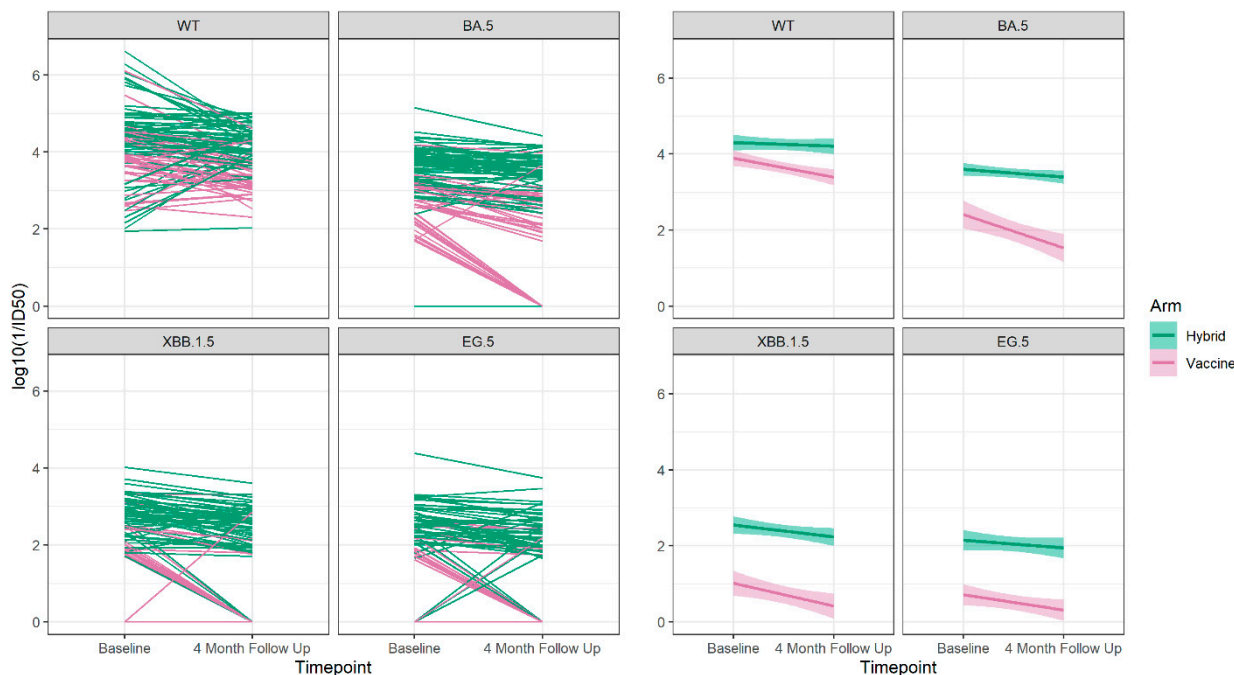 WT BA.5
6
4
2
0
XBB.1.5 EG.5
6
4
2
0
Baseline 4 Month Follow Up Baseline 4 Month Follow Up
Timepoint
log10(1/ID50)
WT BA.5
6
4
2
0
XBB.1.5 EG.5
6
4
2
0
Baseline 4 Month Follow Up Baseline 4 Month Follow Up
Timepoint
Arm
Hybrid
Vaccine